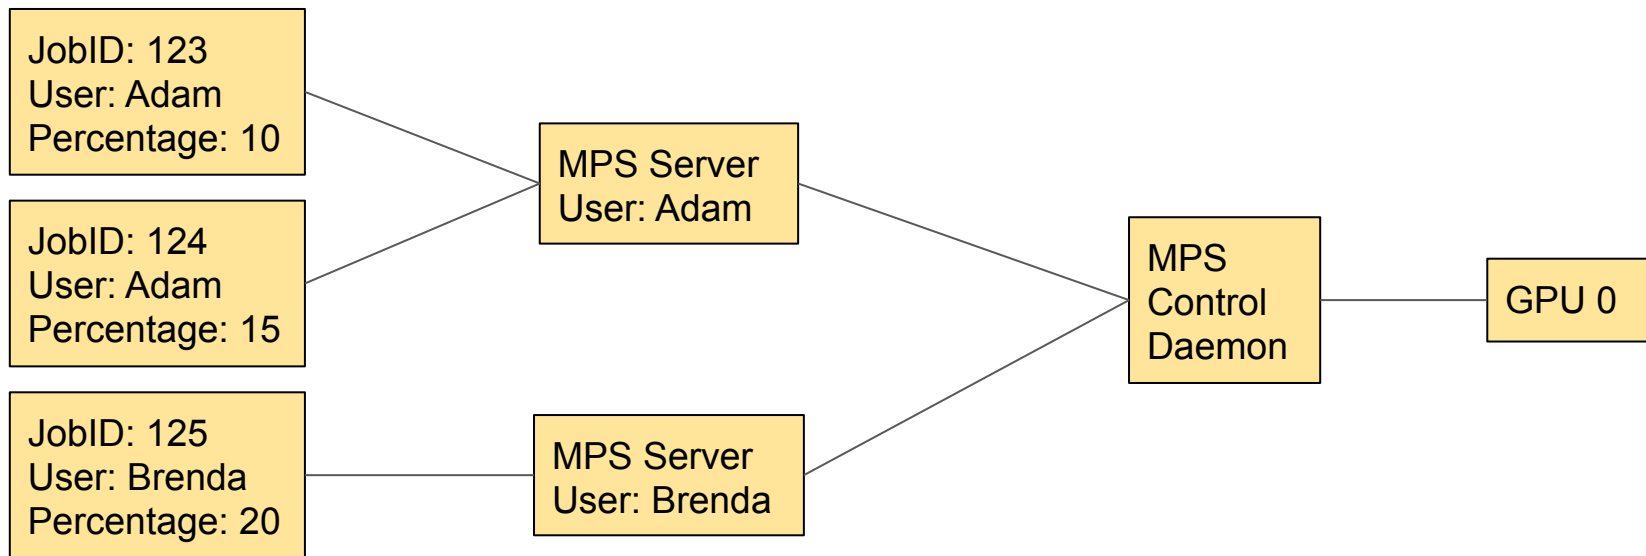 JobID: 123
User: Adam
Percentage: 10
JobID: 124
User: Adam
Percentage: 15
JobID: 125
User: Brenda
Percentage: 20
MPS Server
User: Adam
MPS Server
User: Brenda
MPS
Control
Daemon
GPU 0